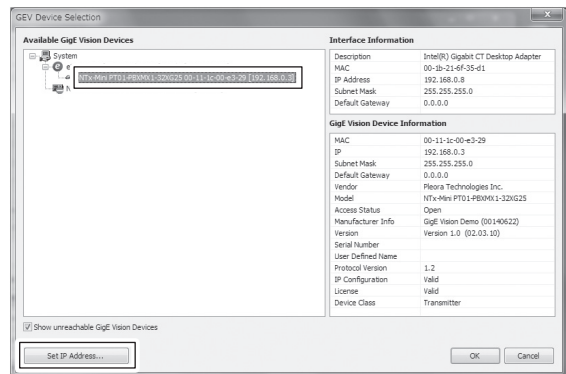 GEV Device Selection
Available GigE Vision Devices
System
NTx-Mini PT01-PBXMX1-32XG25 00-11-1c-00-e3-29 [192.168.0.3]
Interface Information
Description Intel(R) Gigabit CT Desktop Adapter
MAC 00-1b-21-6f-35-d1
IP Address 192.168.0.8
Subnet Mask 255.255.255.0
Default Gateway 0.0.0.0
GigE Vision Device Information
MAC 00-11-1c-00-e3-29
IP 192.168.0.3
Subnet Mask 255.255.255.0
Default Gateway 0.0.0.0
Vendor Pleora Technologies Inc.
Model NTx-Mini PT01-PBXMX1-32XG25
Access Status Open
Manufacturer Info GigE Vision Demo (00140622)
Version Version 1.0 (02.03.10)
Serial Number
User Defined Name
Protocol Version 1.2
IP Configuration Valid
License Valid
Device Class Transmitter
Show unreachable GigE Vision Devices
Set IP Address...
OK Cancel